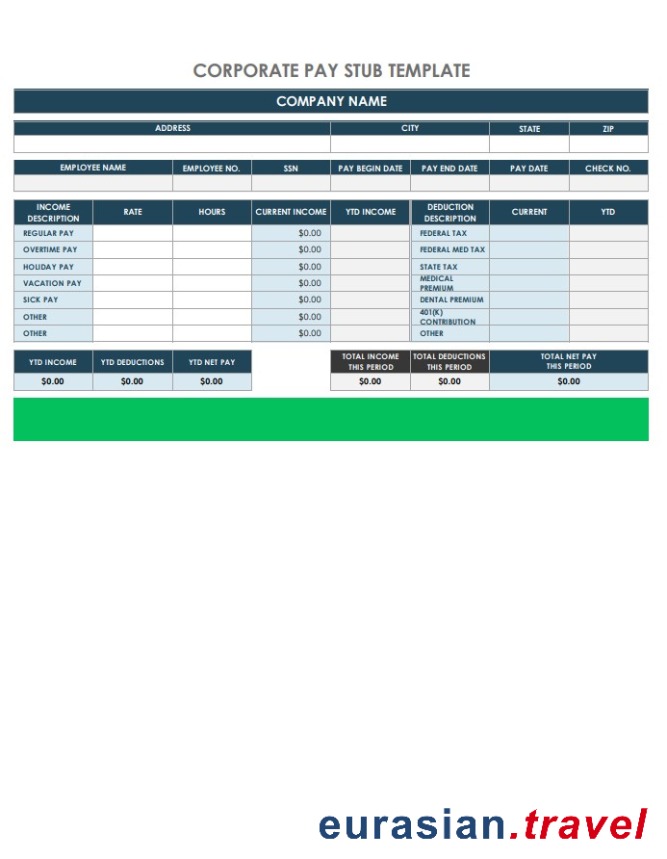 CORPORATE PAY STUB TEMPLATE
COMPANY NAME
ADDRESS CITY STATE ZIP
EMPLOYEE NAME EMPLOYEE NO. SSN PAY BEGIN DATE PAY END DATE PAY DATE CHECK NO.
INCOME DESCRIPTION RATE HOURS CURRENT INCOME YTD INCOME DEDUCTION DESCRIPTION CURRENT YTD
REGULAR PAY $0.00 FEDERAL TAX
OVERTIME PAY $0.00 FEDERAL MED TAX
HOLIDAY PAY $0.00 STATE TAX
VACATION PAY $0.00 MEDICAL PREMIUM
SICK PAY $0.00 DENTAL PREMIUM
OTHER $0.00 401(K) CONTRIBUTION
OTHER $0.00 OTHER
YTD INCOME YTD DEDUCTIONS YTD NET PAY TOTAL INCOME THIS PERIOD TOTAL DEDUCTIONS THIS PERIOD TOTAL NET PAY THIS PERIOD
$0.00 $0.00 $0.00 $0.00 $0.00 $0.00
eurasian.travel